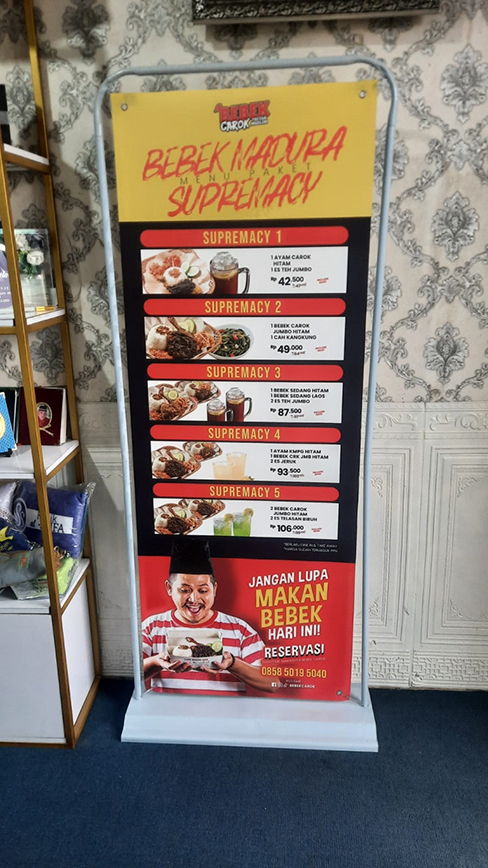 BEBEK
CAROK
BEBEK MADURA
MENU PAKET
SUPREMACY
SUPREMACY 1
1 AYAM CAROK
HITAM
1 ES TEH JUMBO
Rp 42.500
SUPREMACY 2
1 BEBEK CAROK
JUMBO HITAM
1 CAH KANGKUNG
Rp 49.000
SUPREMACY 3
1 BEBEK SEDANG HITAM
1 BEBEK SEDANG LAOS
2 ES TEH JUMBO
Rp 87.500
SUPREMACY 4
1 AYAM KMPG HITAM
1 BEBEK CRK JMB HITAM
2 ES JERUK
Rp 93.500
SUPREMACY 5
2 BEBEK CAROK
JUMBO HITAM
2 ES TELASAN BIRUH
Rp 106.000
JANGAN LUPA
MAKAN
BEBEK
HARI INI!
RESERVASI
0858 5019 5040
BEBEK CAROK